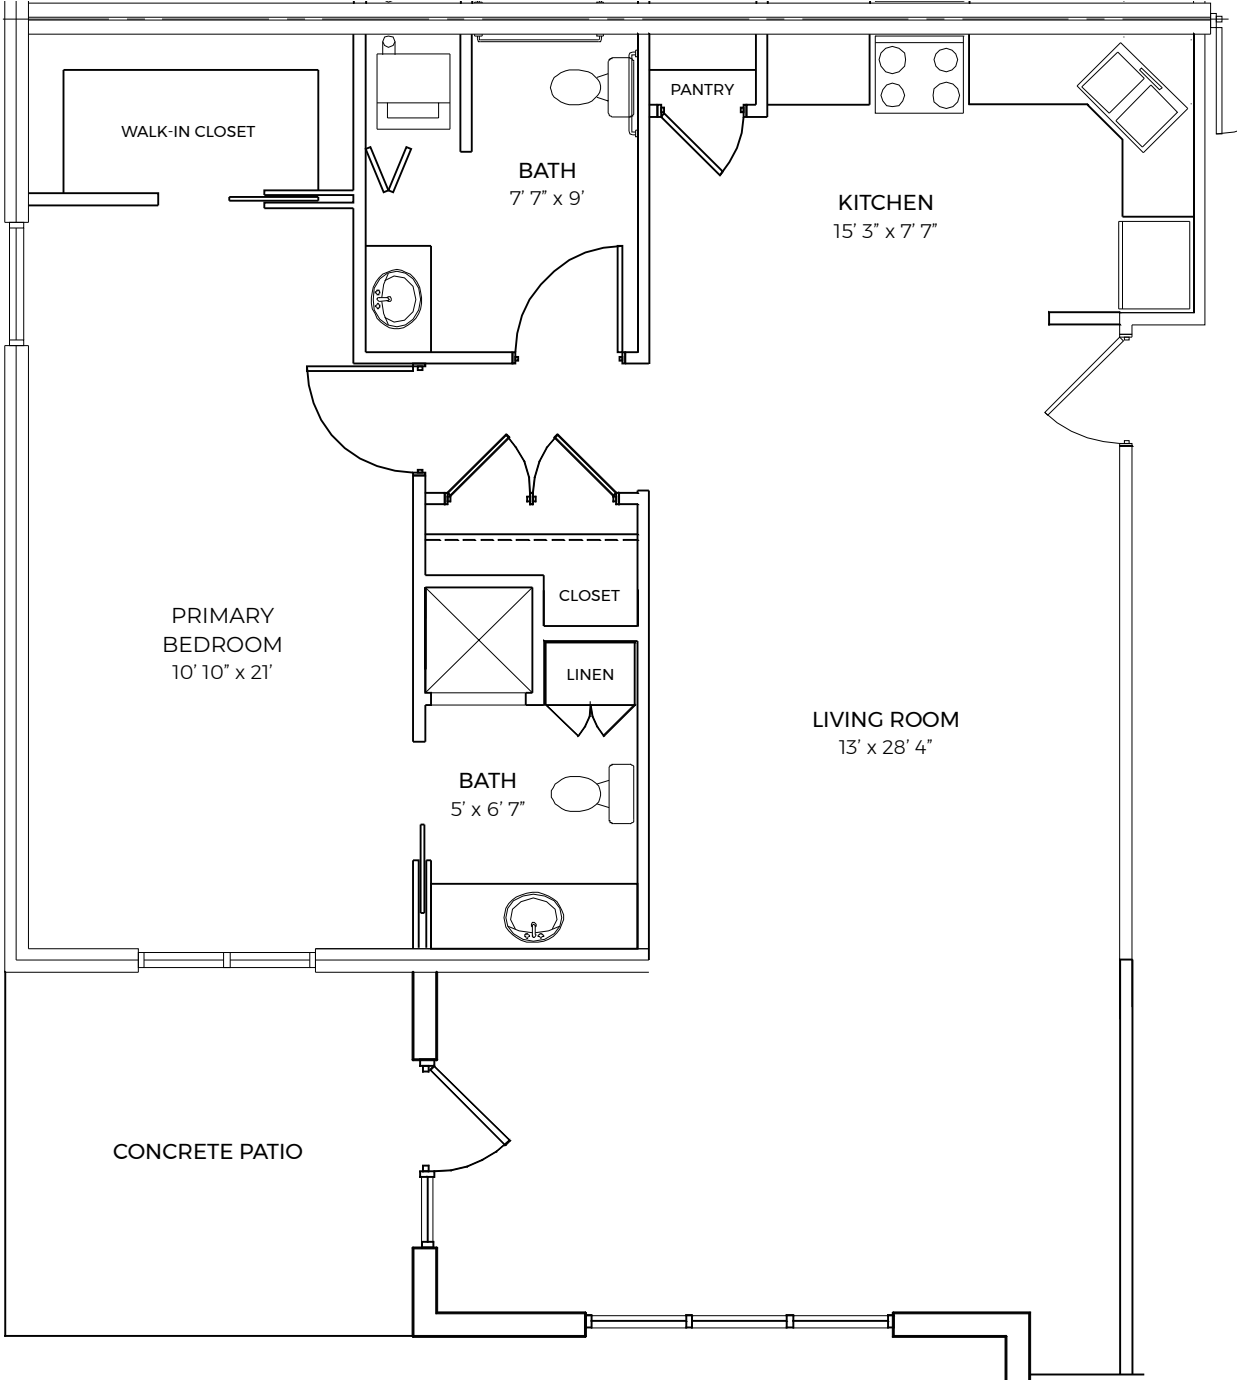 PANTRY
WALK-IN CLOSET
BATH
7’ 7” x 9’
KITCHEN
15’ 3” x 7’ 7”
CLOSET
PRIMARY
BEDROOM
10’ 10” x 21’
LINEN
LIVING ROOM
13’ x 28’ 4”
BATH
5’ x 6’ 7”
CONCRETE PATIO